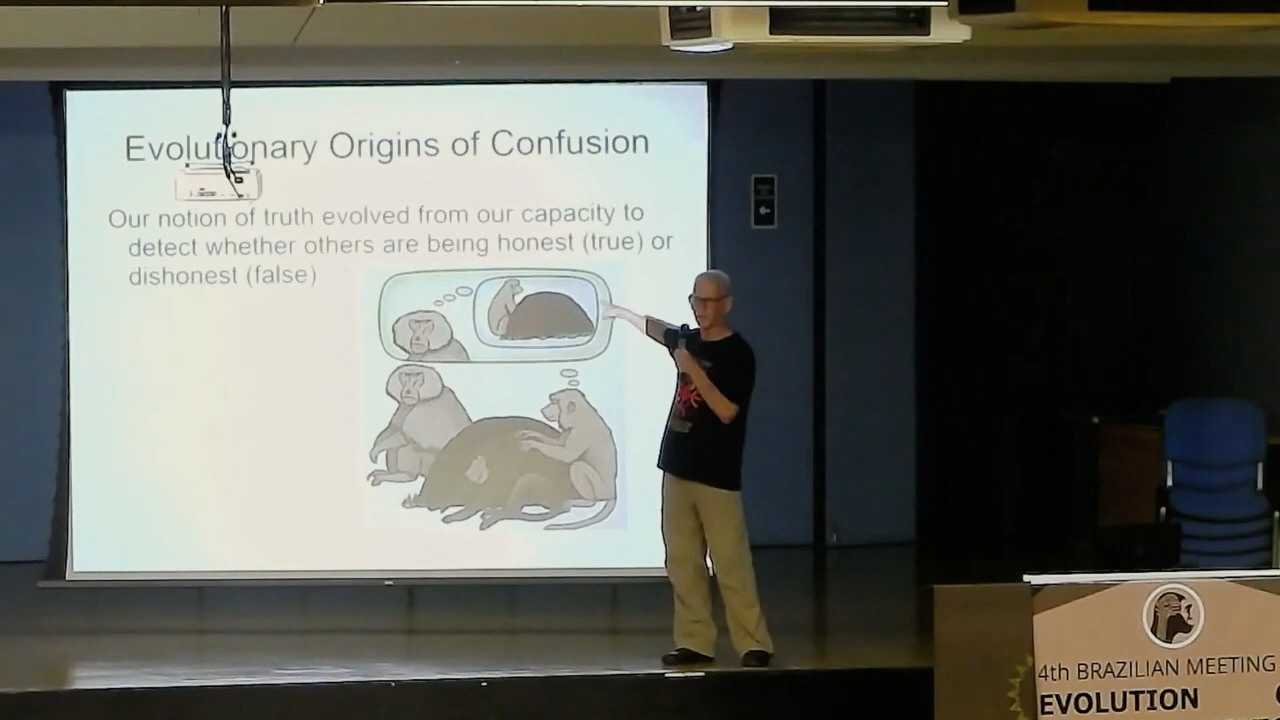 Evolutionary Origins of Confusion
Our notion of truth evolved from our capacity to
detect whether others are being honest (true) or
dishonest (false)
4th BRAZILIAN MEETING
EVOLUTION